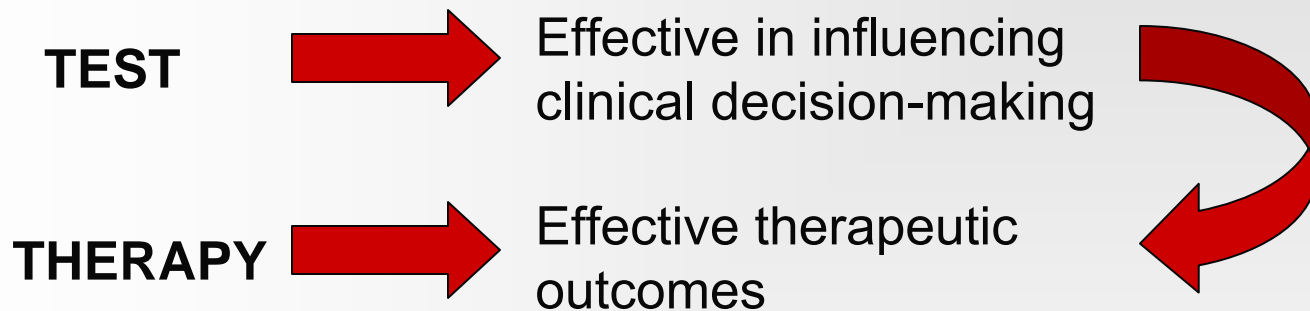 TEST
Effective in influencing
clinical decision-making
THERAPY
Effective therapeutic
outcomes